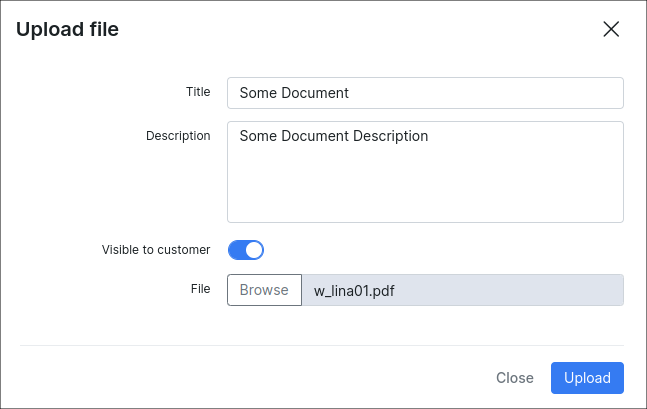 Upload file
Title
Some Document
Description
Some Document Description
Visible to customer
File
Browse
w_lina01.pdf
Close
Upload